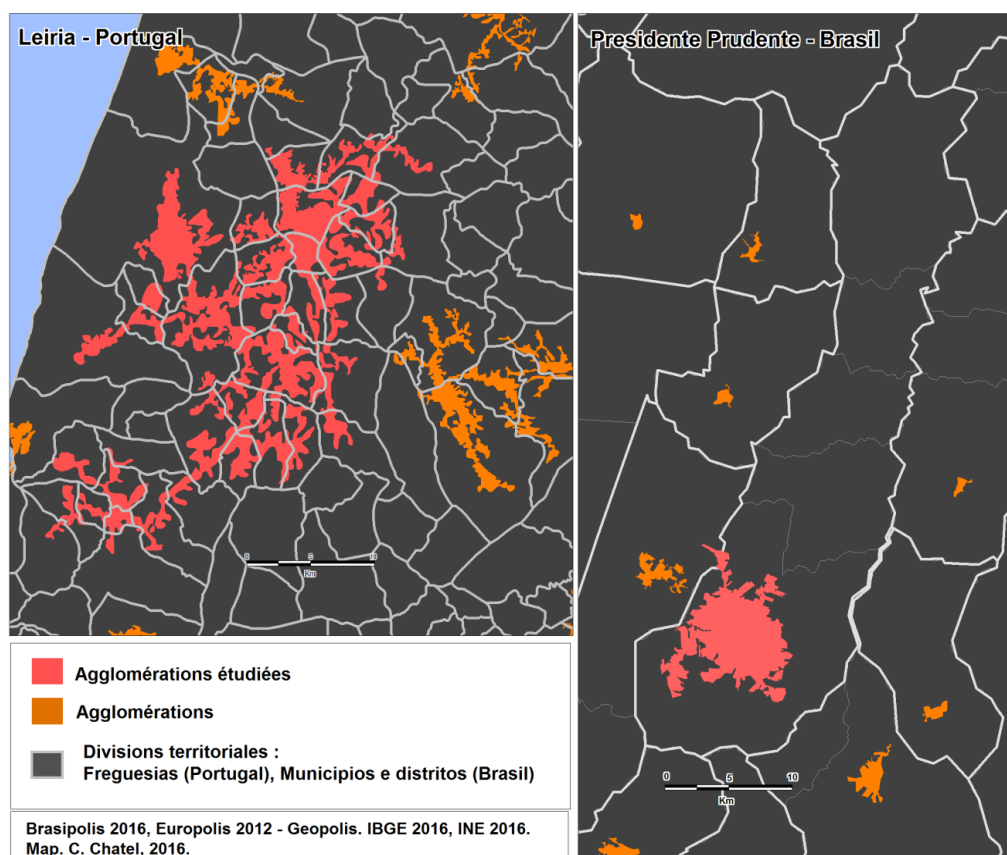 Leiria - Portugal
Presidente Prudente - Brasil
0 5 10
Km
0 5 10
Km
Agglomérations étudiées
Agglomérations
Divisions territoriales :
Freguesias (Portugal), Municipios e distritos (Brasil)
Brasipolis 2016, Europolis 2012 - Geopolis. IBGE 2016, INE 2016.
Map. C. Chatel, 2016.